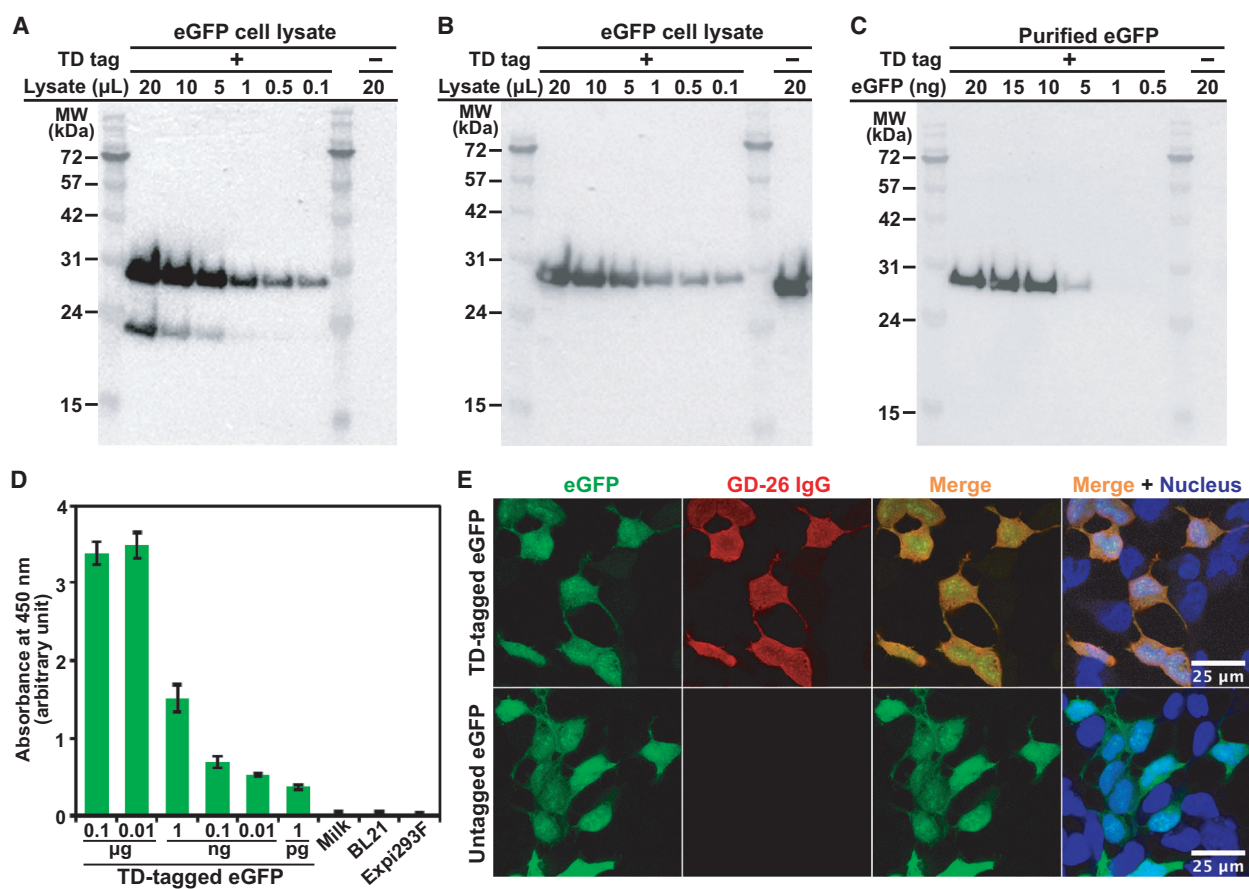 A
eGFP cell lysate
TD tag + −
Lysate (µL) 20 10 5 1 0.5 0.1 20
MW
(kDa)
72
57
42
31
24
15
B
eGFP cell lysate
TD tag + −
Lysate (µL) 20 10 5 1 0.5 0.1 20
MW
(kDa)
72
57
42
31
24
15
C
Purified eGFP
TD tag + −
eGFP (ng) 20 15 10 5 1 0.5 20
MW
(kDa)
72
57
42
31
24
15
D
Absorbance at 450 nm
(arbitrary unit)
4
3
2
1
0
0.1 0.01 1 0.1 0.01 1 Milk BL21 Expi293F
µg ng pg
TD-tagged eGFP
E
eGFP GD-26 IgG Merge Merge + Nucleus
TD-tagged eGFP
25 µm
Untagged eGFP
25 µm